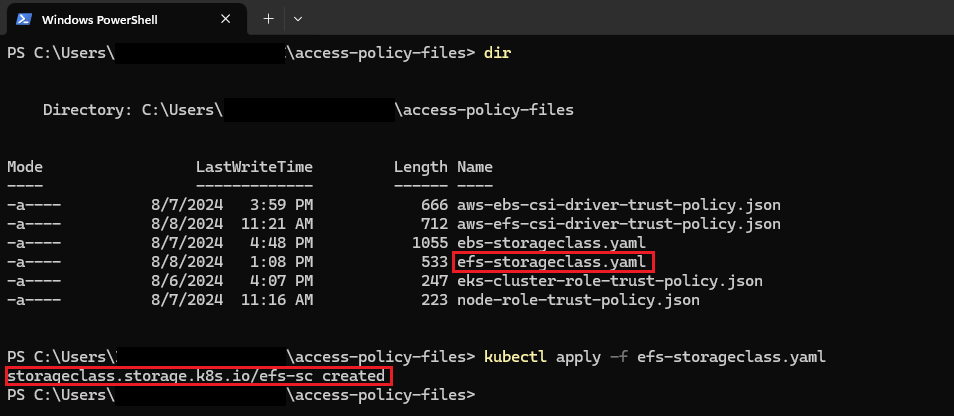 Windows PowerShell
PS C:\Users\ \access-policy-files> dir
Directory: C:\Users\ \access-policy-files
Mode LastWriteTime Length Name
---- ------------- ------ ----
-a---- 8/7/2024 3:59 PM 666 aws-ebs-csi-driver-trust-policy.json
-a---- 8/8/2024 11:21 AM 712 aws-efs-csi-driver-trust-policy.json
-a---- 8/7/2024 4:48 PM 1055 ebs-storageclass.yaml
-a---- 8/8/2024 1:08 PM 533 efs-storageclass.yaml
-a---- 8/6/2024 4:07 PM 247 eks-cluster-role-trust-policy.json
-a---- 8/7/2024 11:16 AM 223 node-role-trust-policy.json
PS C:\Users\ \access-policy-files> kubectl apply -f efs-storageclass.yaml
storageclass.storage.k8s.io/efs-sc created
PS C:\Users\ \access-policy-files>